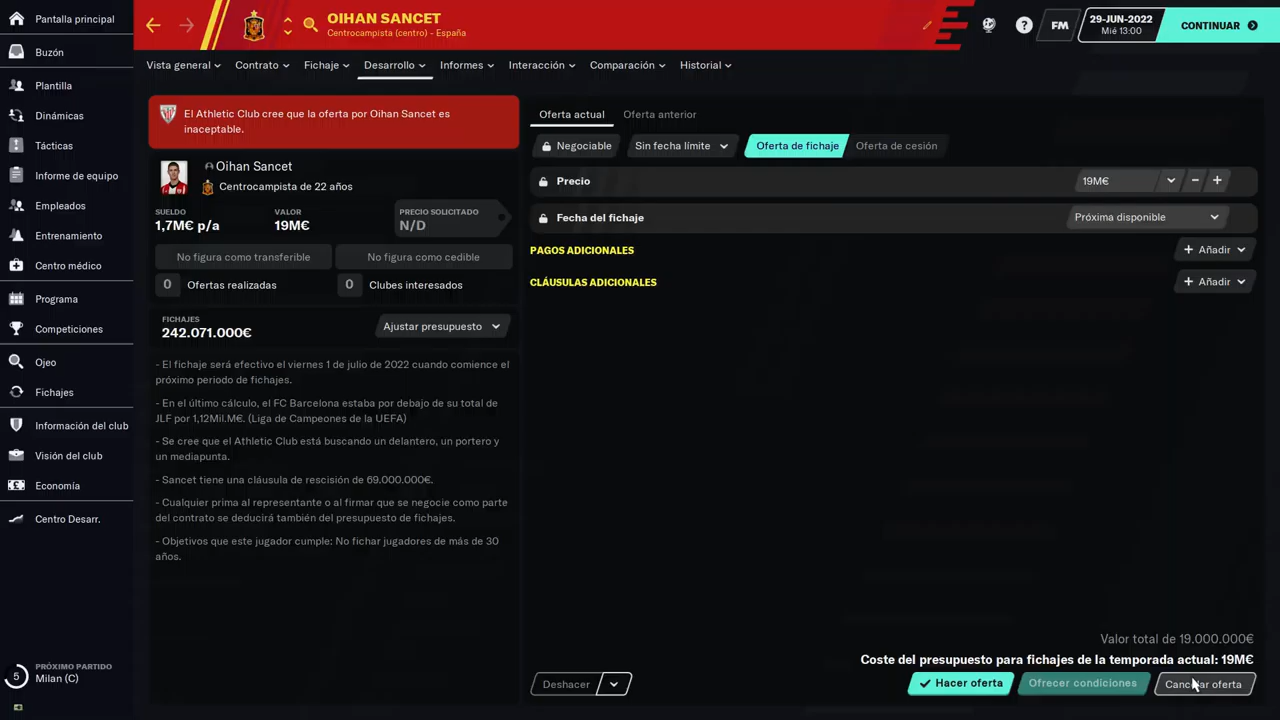 Pantalla principal
Buzón
Plantilla
Dinámicas
Tácticas
Informe de equipo
Empleados
Entrenamiento
Centro médico
Programa
Competiciones
Ojeo
Fichajes
Información del club
Visión del club
Economía
Centro Desarr.
5
PRÓXIMO PARTIDO
Milan (C)
OIHAN SANCET
Centrocampista (centro) - España
?
FM
29-JUN-2022
Mié 13:00
CONTINUAR
Vista general
Contrato
Fichaje
Desarrollo
Informes
Interacción
Comparación
Historial
El Athletic Club cree que la oferta por Oihan Sancet es
inaceptable.
Oihan Sancet
Centrocampista de 22 años
SUELDO
1,7M€ p/a
VALOR
19M€
PRECIO SOLICITADO
N/D
No figura como transferible
No figura como cedible
0 Ofertas realizadas
0 Clubes interesados
FICHAJES
242.071.000€
Ajustar presupuesto
- El fichaje será efectivo el viernes 1 de julio de 2022 cuando comience el
próximo periodo de fichajes.
- En el último cálculo, el FC Barcelona estaba por debajo de su total de
JLF por 1,12Mil.M€. (Liga de Campeones de la UEFA)
- Se cree que el Athletic Club está buscando un delantero, un portero y
un mediapunta.
- Sancet tiene una cláusula de rescisión de 69.000.000€.
- Cualquier prima al representante o al firmar que se negocie como parte
del contrato se deducirá también del presupuesto de fichajes.
- Objetivos que este jugador cumple: No fichar jugadores de más de 30
años.
Oferta actual
Oferta anterior
Negociable
Sin fecha límite
Oferta de fichaje
Oferta de cesión
Precio
19M€
- +
Fecha del fichaje
Próxima disponible
PAGOS ADICIONALES
+ Añadir
CLÁUSULAS ADICIONALES
+ Añadir
Valor total de 19.000.000€
Coste del presupuesto para fichajes de la temporada actual: 19M€
Deshacer
Hacer oferta
Ofrecer condiciones
Cancelar oferta